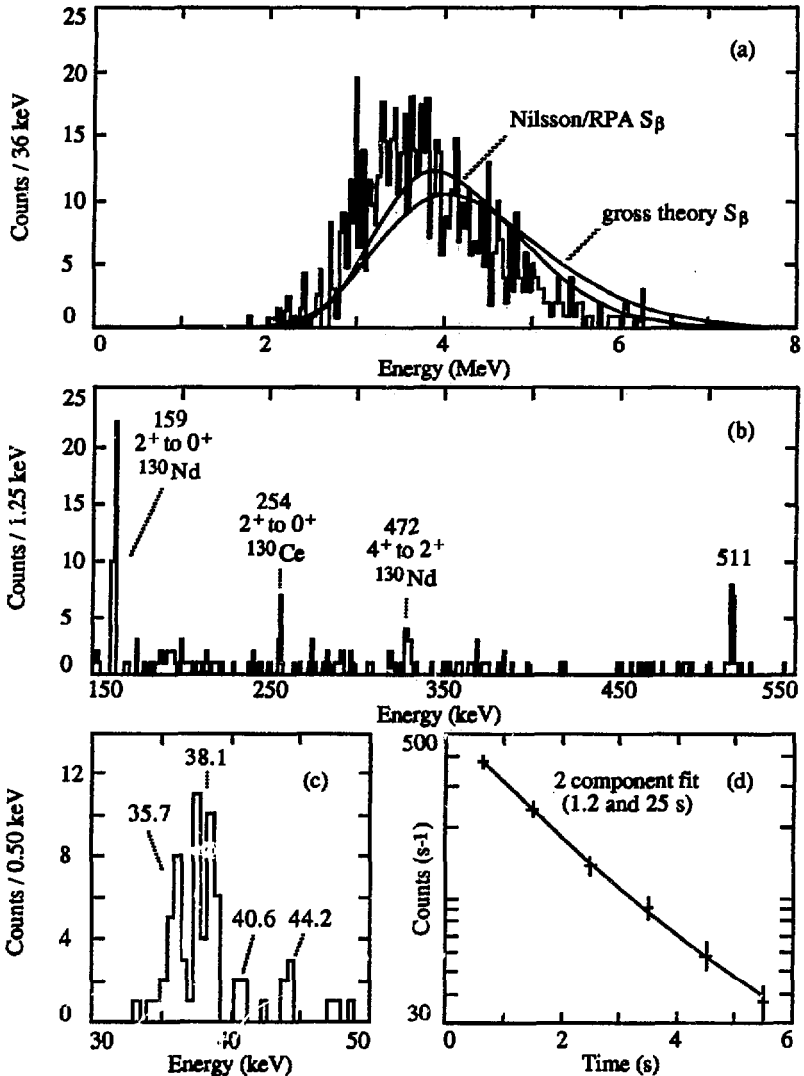 25
20
15
10
5
0
Counts / 36 keV
(a)
Nilsson/RPA Sβ
gross theory Sβ
0 2 4 6 8
Energy (MeV)
25
20
15
10
5
0
Counts / 1.25 keV
(b)
159
2+ to 0+
130Nd
254
2+ to 0+
130Ce
472
4+ to 2+
130Nd
511
150 250 350 450 550
Energy (keV)
12
8
4
0
Counts / 0.50 keV
(c)
38.1
35.7
40.6
44.2
30 40 50
Energy (keV)
500
30
Counts (s-1)
2 component fit
(1.2 and 25 s)
(d)
0 2 4 6
Time (s)